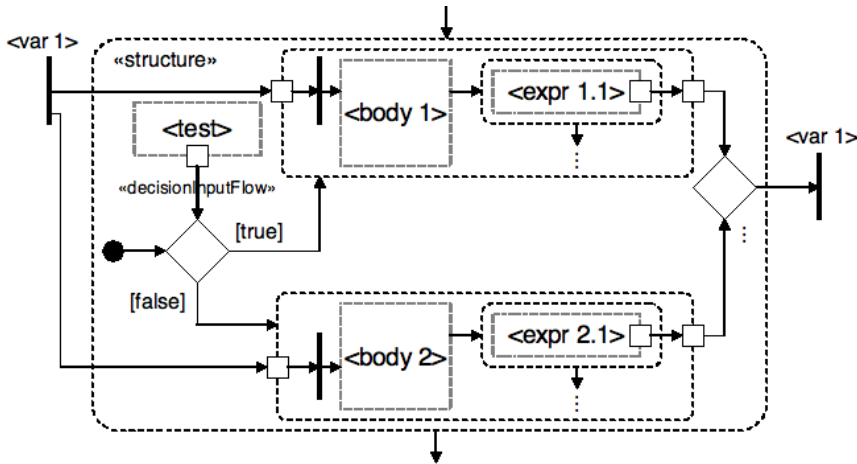 <var 1>
«structure»
<test>
«decisionInputFlow»
[true]
[false]
<body 1>
<expr 1.1>
<body 2>
<expr 2.1>
<var 1>